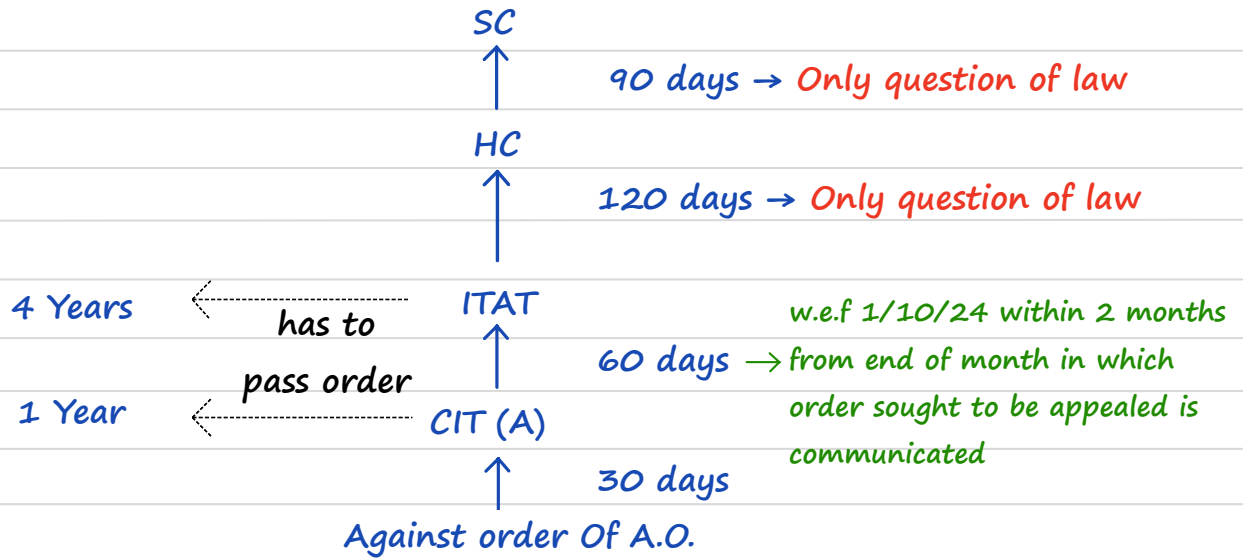 SC
90 days → Only question of law
HC
120 days → Only question of law
4 Years
has to
pass order
1 Year
ITAT
60 days →
w.e.f 1/10/24 within 2 months
from end of month in which
order sought to be appealed is
communicated
CIT (A)
30 days
Against order Of A.O.